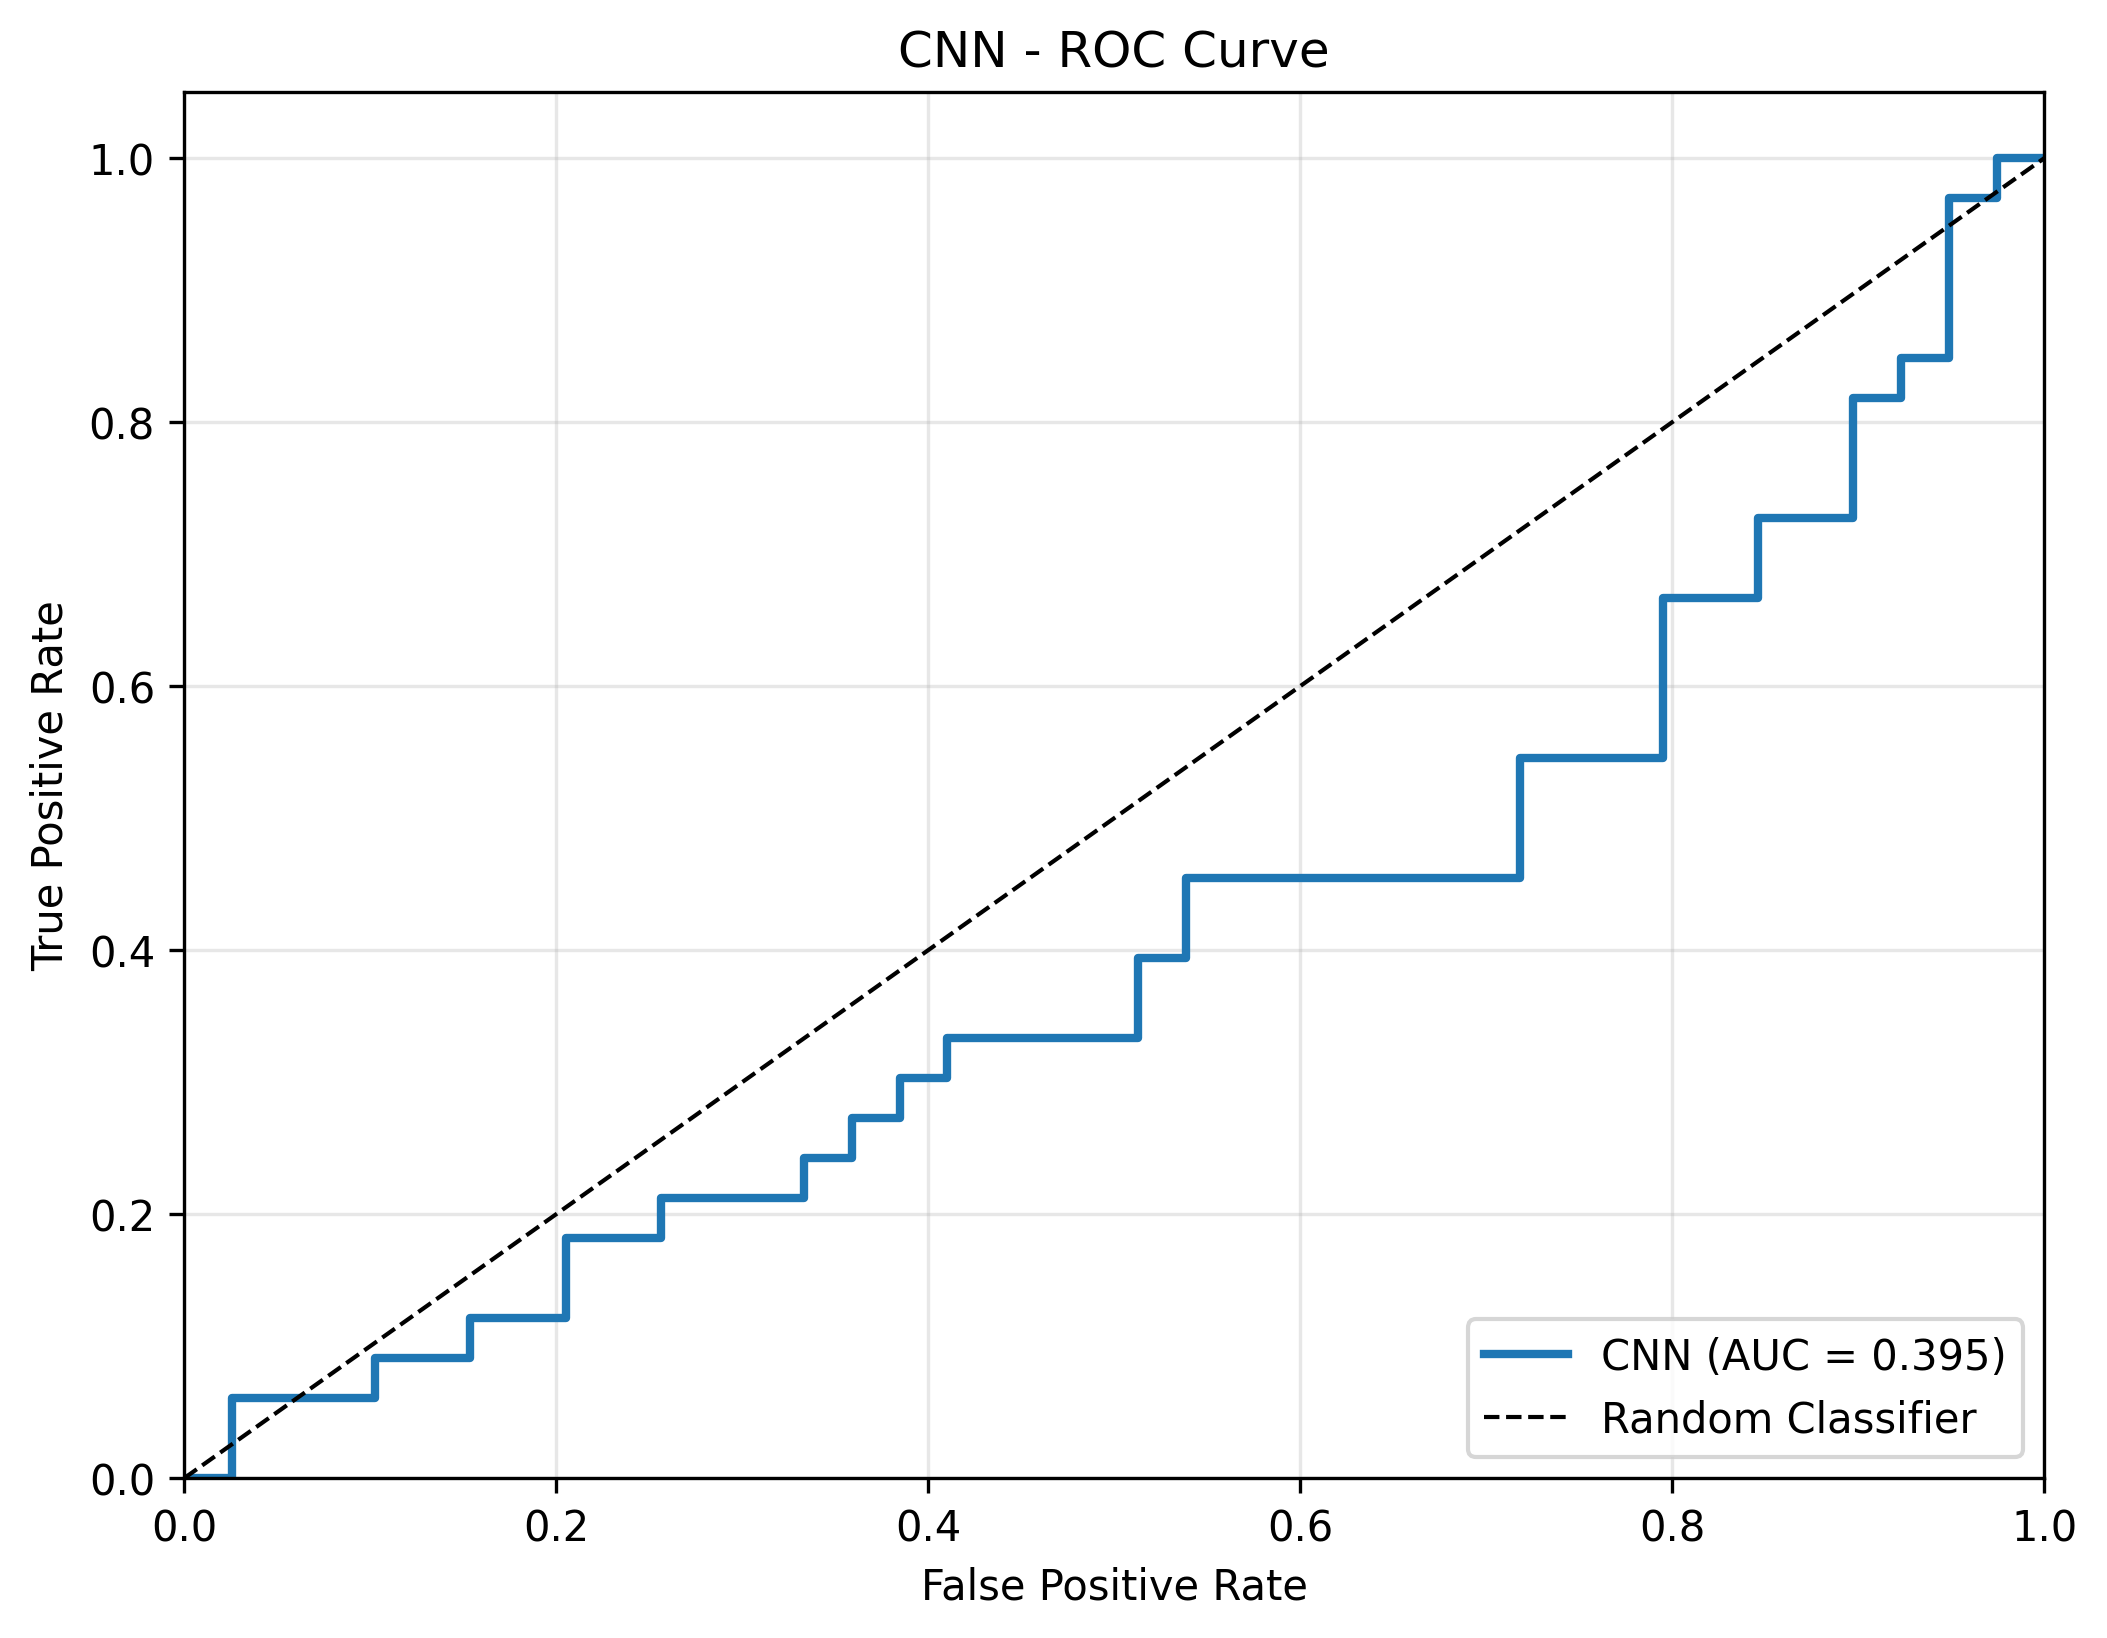 CNN - ROC Curve
True Positive Rate
1.0
0.8
0.6
0.4
0.2
0.0
0.0 0.2 0.4 0.6 0.8 1.0
False Positive Rate
CNN (AUC = 0.395)
Random Classifier